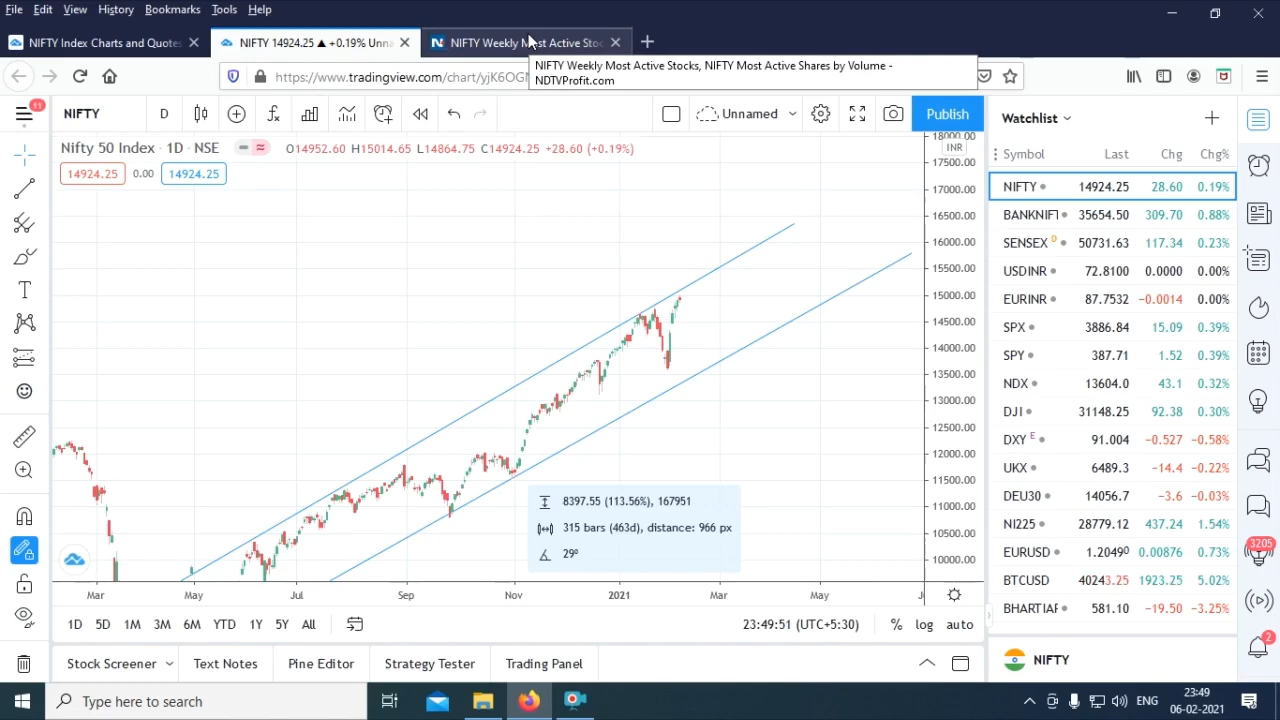 File Edit View History Bookmarks Tools Help
NIFTY Index Charts and Quotes
NIFTY 14924.25 ▲ +0.19% Unna
NIFTY Weekly Most Active Stoc
https://www.tradingview.com/chart/yjK6OGN
NIFTY Weekly Most Active Stocks, NIFTY Most Active Shares by Volume -
NDTVProfit.com
11
NIFTY D Unnamed Publish
Nifty 50 Index · 1D · NSE O14952.60 H15014.65 L14864.75 C14924.25 +28.60 (+0.19%)
14924.25 0.00 14924.25
18000.00
INR
17500.00
17000.00
16500.00
16000.00
15500.00
15000.00
14500.00
14000.00
13500.00
13000.00
12500.00
12000.00
11500.00
11000.00
10500.00
10000.00
8397.55 (113.56%), 167951
315 bars (463d), distance: 966 px
29º
Mar May Jul Sep Nov 2021 Mar May
1D 5D 1M 3M 6M YTD 1Y 5Y All 23:49:51 (UTC+5:30) % log auto
Stock Screener Text Notes Pine Editor Strategy Tester Trading Panel
Watchlist
Symbol Last Chg Chg%
NIFTY 14924.25 28.60 0.19%
BANKNIFT 35654.50 309.70 0.88%
SENSEX D 50731.63 117.34 0.23%
USDINR 72.8100 0.0000 0.00%
EURINR 87.7532 −0.0014 0.00%
SPX 3886.84 15.09 0.39%
SPY 387.71 1.52 0.39%
NDX 13604.0 43.1 0.32%
DJI 31148.25 92.38 0.30%
DXY E 91.004 −0.527 −0.58%
UKX 6489.3 −14.4 −0.22%
DEU30 14056.7 −3.6 −0.03%
NI225 28779.12 437.24 1.54%
EURUSD 1.20490 0.00876 0.73%
BTCUSD 40243.25 1923.25 5.02%
BHARTIAF 581.10 −19.50 −3.25%
NIFTY
3205
2
Type here to search
ENG 23:49
06-02-2021